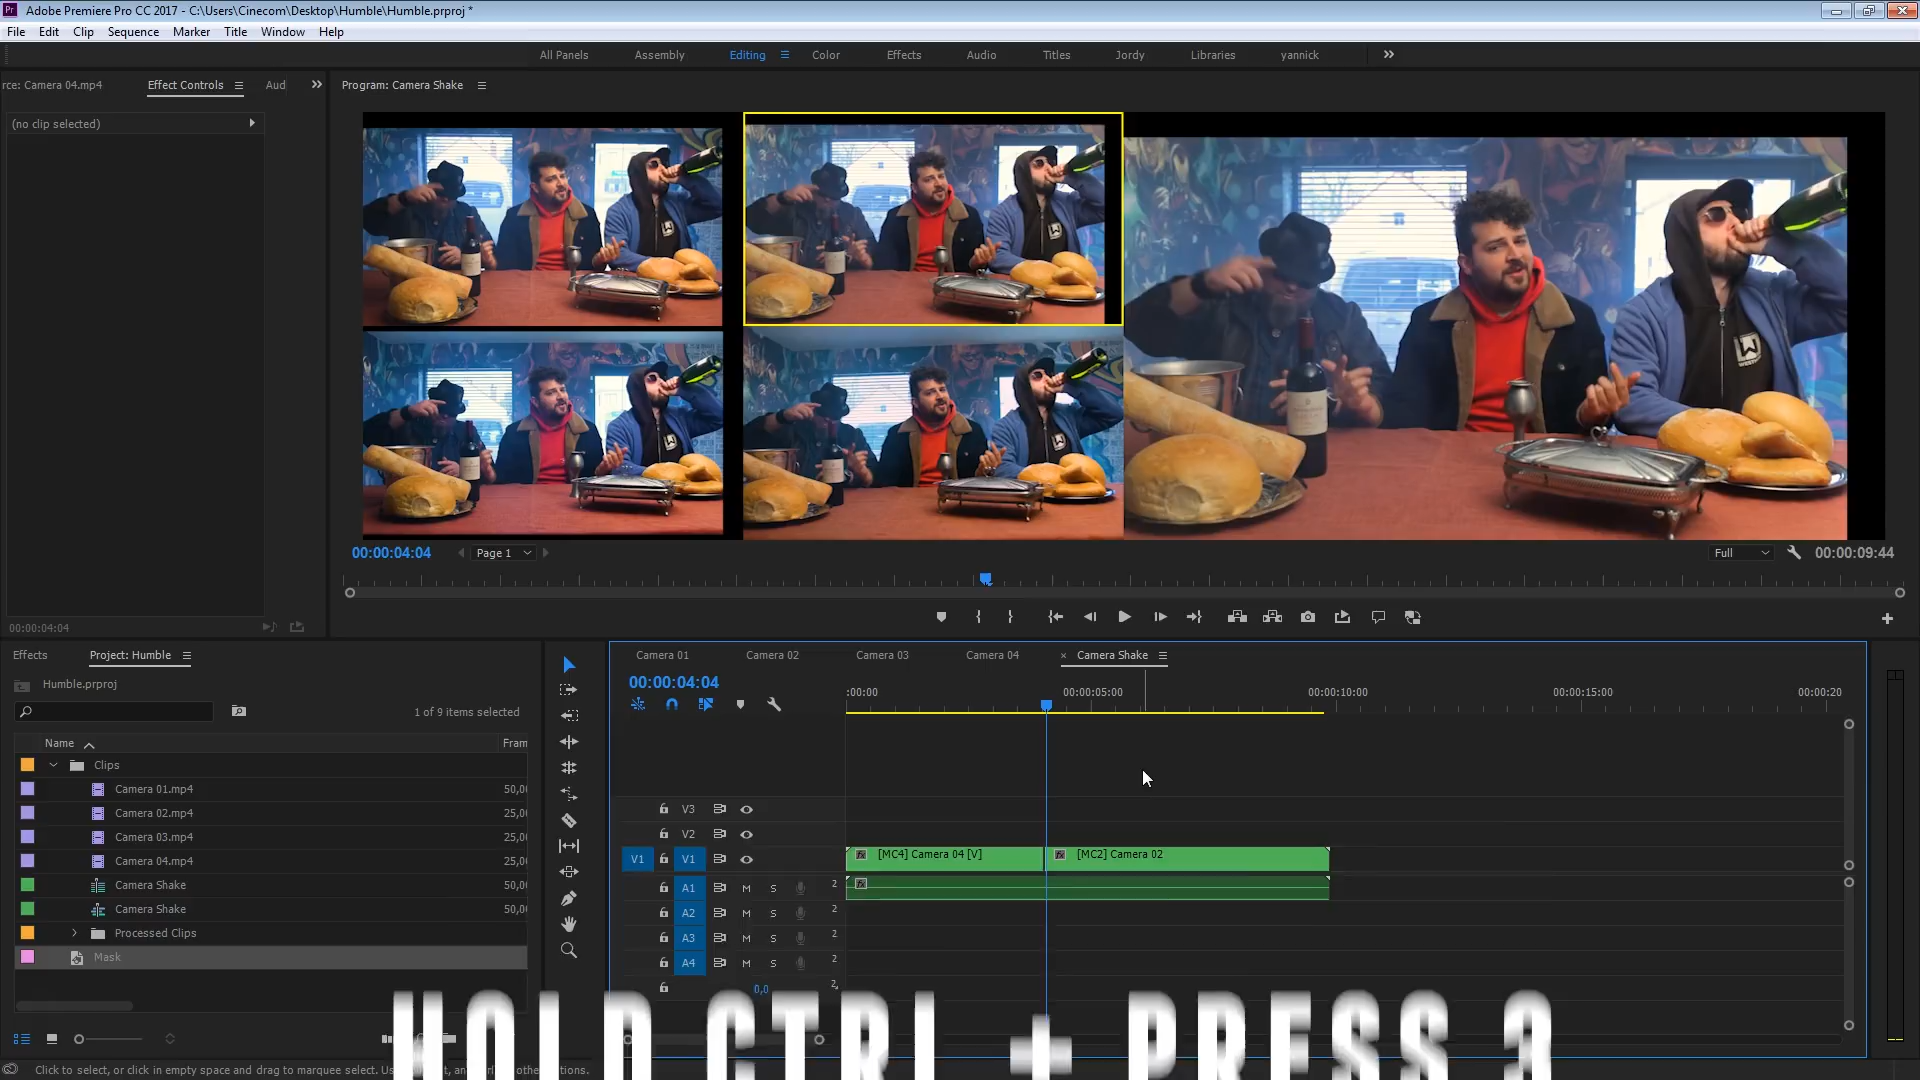 Adobe Premiere Pro CC 2017 - C:\Users\Cinecom\Desktop\Humble\Humble.prproj *
File Edit Clip Sequence Marker Title Window Help
All Panels Assembly Editing Color Effects Audio Titles Jordy Libraries yannick
rce: Camera 04.mp4 Effect Controls Aud
Program: Camera Shake
(no clip selected)
00:00:04:04 Page 1 Full 00:00:09:44
00:00:04:04
Effects Project: Humble
Humble.prproj
1 of 9 items selected
Name Fram
Clips
Camera 01.mp4 50,0
Camera 02.mp4 25,0
Camera 03.mp4 25,0
Camera 04.mp4 25,0
Camera Shake 50,0
Camera Shake 50,0
Processed Clips
Mask
Camera 01 Camera 02 Camera 03 Camera 04 × Camera Shake
00:00:04:04
:00:00 00:00:05:00 00:00:10:00 00:00:15:00 00:00:20
V3
V2
V1 V1 fx [MC4] Camera 04 [V] fx [MC2] Camera 02
A1 M S 2 fx
A2 M S 2
A3 M S 2
A4 M S 2
0,0 2
HOLD CTRL + PRESS 3
Click to select, or click in empty space and drag to marquee select. Us , and other options.